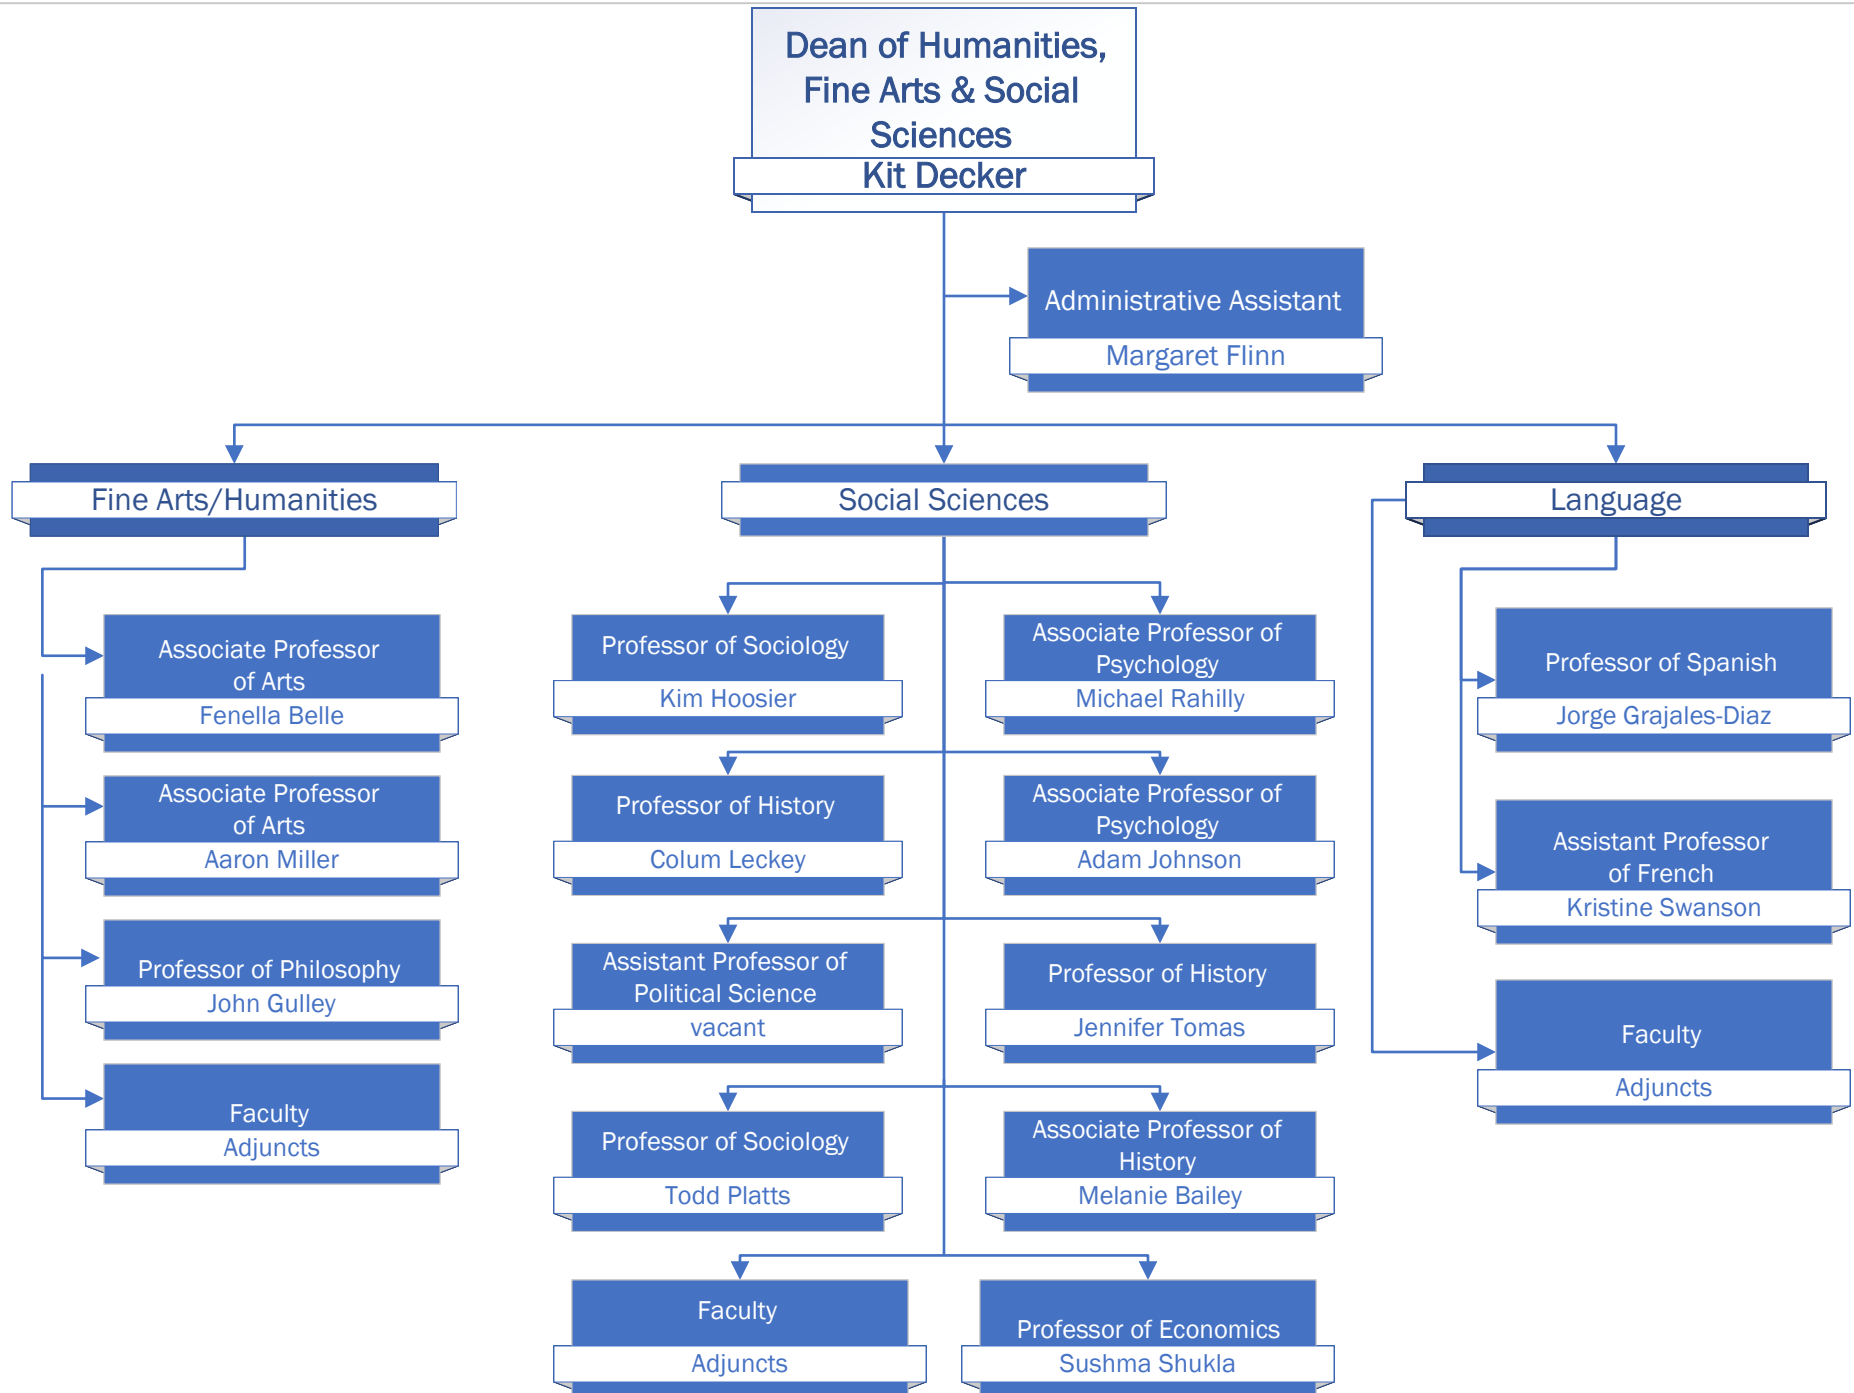 Dean of Humanities,
Fine Arts & Social
Sciences
Kit Decker
Administrative Assistant
Margaret Flinn
Fine Arts/Humanities
Social Sciences
Language
Associate Professor
of Arts
Fenella Belle
Associate Professor
of Arts
Aaron Miller
Professor of Philosophy
John Gulley
Faculty
Adjuncts
Professor of Sociology
Kim Hoosier
Associate Professor of
Psychology
Michael Rahilly
Professor of History
Colum Leckey
Associate Professor of
Psychology
Adam Johnson
Assistant Professor of
Political Science
vacant
Professor of History
Jennifer Tomas
Professor of Sociology
Todd Platts
Associate Professor of
History
Melanie Bailey
Faculty
Adjuncts
Professor of Economics
Sushma Shukla
Professor of Spanish
Jorge Grajales-Diaz
Assistant Professor
of French
Kristine Swanson
Faculty
Adjuncts